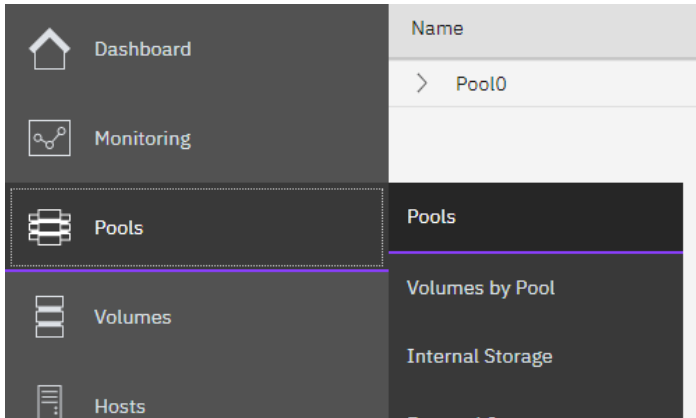 Dashboard
Monitoring
Pools
Volumes
Hosts
Name
Pool0
Pools
Volumes by Pool
Internal Storage